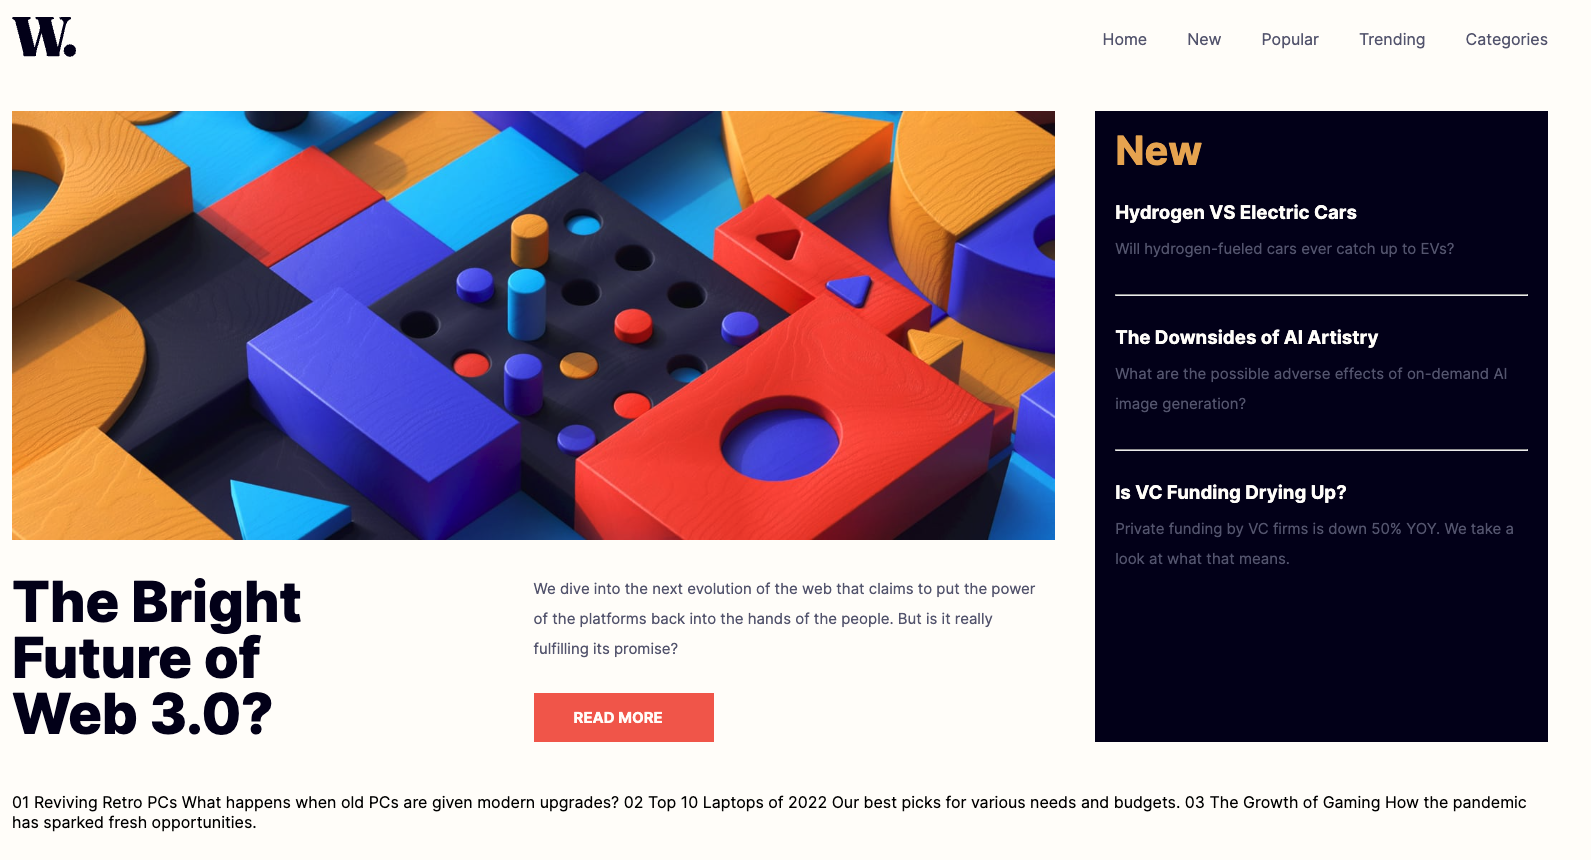 W.
Home
New
Popular
Trending
Categories
New
Hydrogen VS Electric Cars
Will hydrogen-fueled cars ever catch up to EVs?
The Downsides of AI Artistry
What are the possible adverse effects of on-demand AI
image generation?
Is VC Funding Drying Up?
Private funding by VC firms is down 50% YOY. We take a
look at what that means.
The Bright
Future of
Web 3.0?
We dive into the next evolution of the web that claims to put the power
of the platforms back into the hands of the people. But is it really
fulfilling its promise?
READ MORE
01 Reviving Retro PCs What happens when old PCs are given modern upgrades? 02 Top 10 Laptops of 2022 Our best picks for various needs and budgets. 03 The Growth of Gaming How the pandemic
has sparked fresh opportunities.